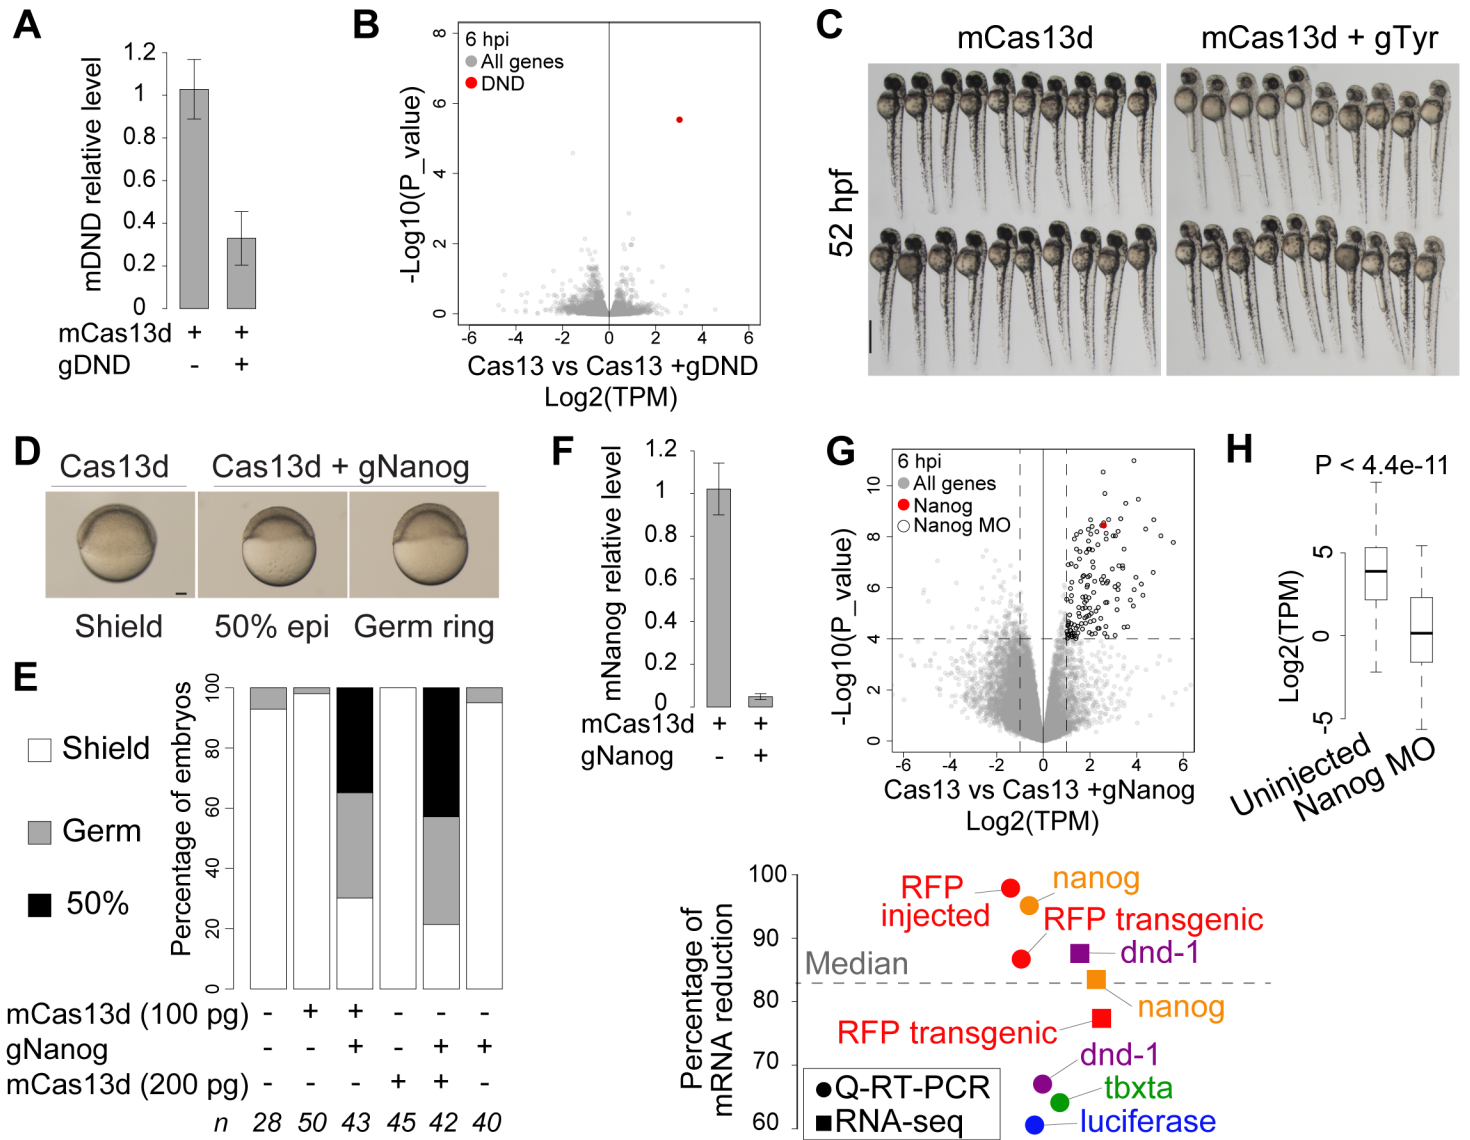 A
mDND relative level
1.2
1
0.8
0.6
0.4
0.2
0
mCas13d + +
gDND - +
B
-Log10(P_value)
8
6
4
2
0
6 hpi
All genes
DND
-6 -4 -2 0 2 4 6
Cas13 vs Cas13 +gDND
Log2(TPM)
C
mCas13d mCas13d + gTyr
52 hpf
D
Cas13d Cas13d + gNanog
Shield 50% epi Germ ring
E
Shield
Germ
50%
Percentage of embryos
100
80
60
40
20
0
mCas13d (100 pg) - + + - - -
gNanog - - + - + +
mCas13d (200 pg) - - - + + -
n 28 50 43 45 42 40
F
mNanog relative level
1.2
1
0.8
0.6
0.4
0.2
0
mCas13d + +
gNanog - +
G
-Log10(P_value)
10
8
6
4
2
0
6 hpi
All genes
Nanog
Nanog MO
-6 -4 -2 0 2 4 6
Cas13 vs Cas13 +gNanog
Log2(TPM)
H
P < 4.4e-11
Log2(TPM)
5
0
-5
Uninjected
Nanog MO
Percentage of
mRNA reduction
100
90
80
70
60
RFP
injected
nanog
RFP transgenic
dnd-1
Median
nanog
RFP transgenic
dnd-1
tbxta
luciferase
Q-RT-PCR
RNA-seq